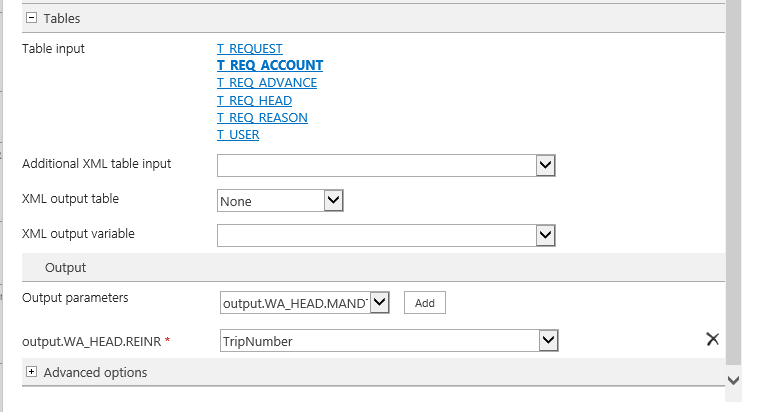 Tables
Table input
T_REQUEST
T_REQ_ACCOUNT
T_REQ_ADVANCE
T_REQ_HEAD
T_REQ_REASON
T_USER
Additional XML table input
XML output table
None
XML output variable
Output
Output parameters
output.WA_HEAD.MANDT
Add
output.WA_HEAD.REINR *
TripNumber
Advanced options